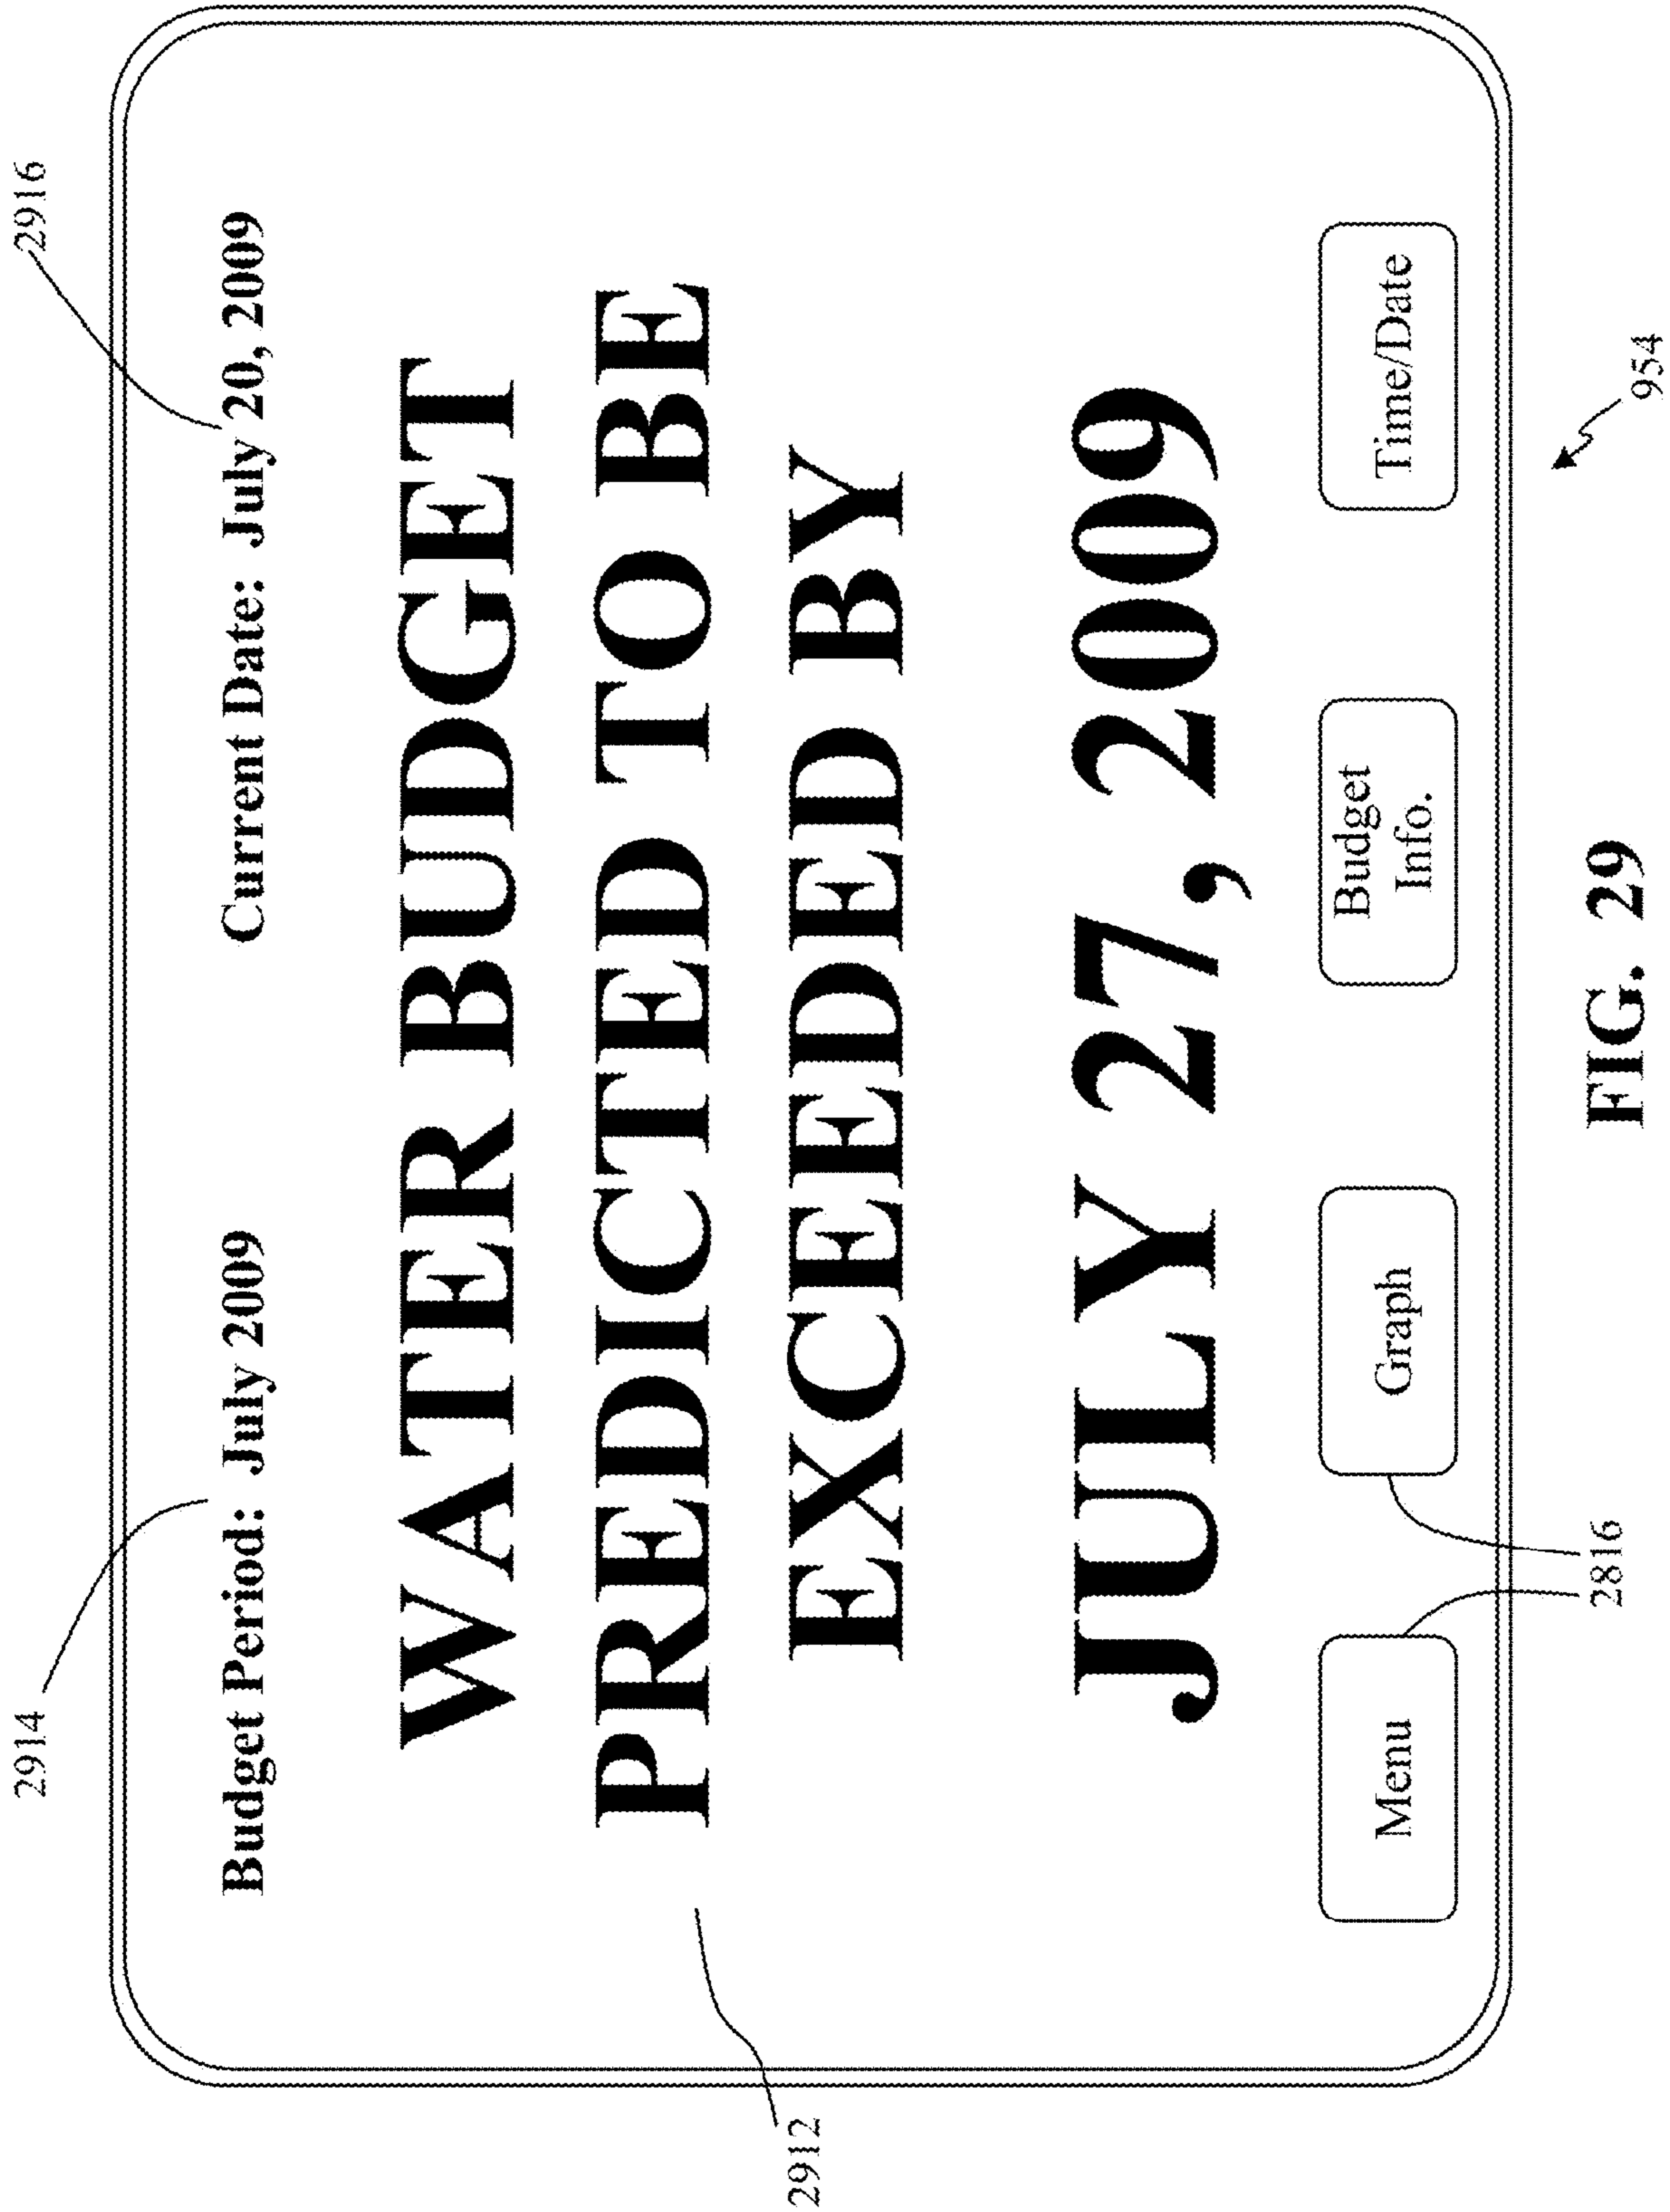 2914
2916
Budget Period: July 2009
Current Date: July 20, 2009
WATER BUDGET
PREDICTED TO BE
EXCEEDED BY
JULY 27, 2009
2912
Menu
Graph
Budget
Info.
Time/Date
2816
954
FIG. 29